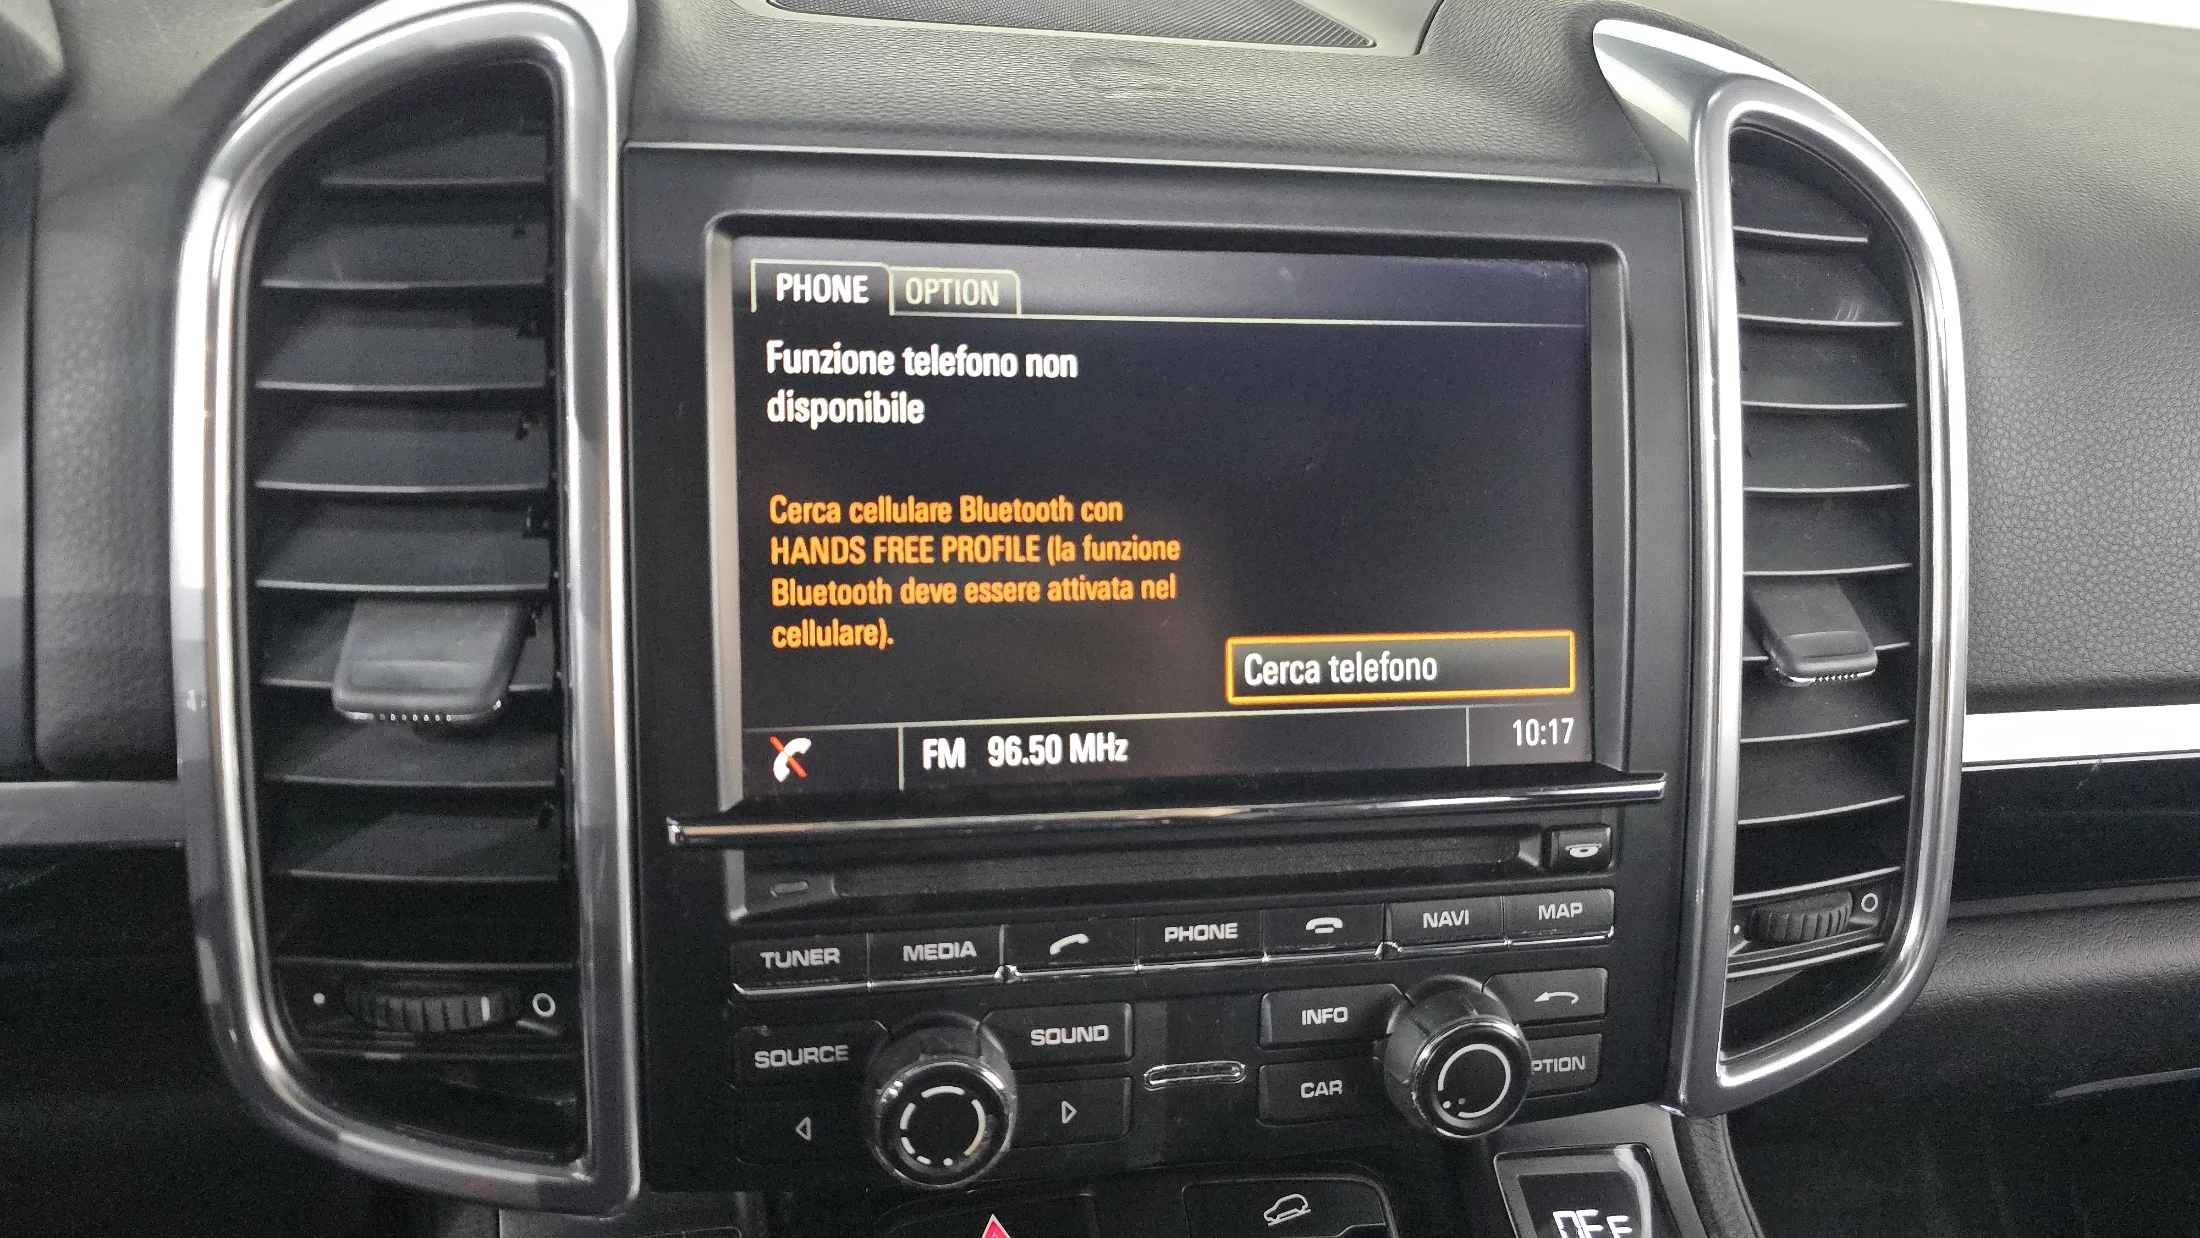 PHONE OPTION
Funzione telefono non
disponibile
Cerca cellulare Bluetooth con
HANDS FREE PROFILE (la funzione
Bluetooth deve essere attivata nel
cellulare).
Cerca telefono
FM 96.50 MHz 10:17
TUNER MEDIA PHONE NAVI MAP
SOURCE SOUND INFO
CAR PTION
OFF